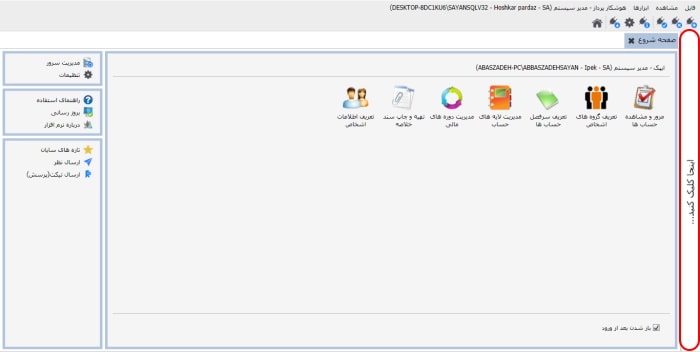 فایل مشاهده ابزارها هوشکار پرداز - مدیر سیستم (DESKTOP-8DC1KU6\SAYANSQLV32 - Hoshkar pardaz - SA)
صفحه شروع
اینجا کلیک کنید...
ایپک - مدیر سیستم (ABASZADEH-PC\ABBASZADEHSAYAN - Ipek - SA)
مرور و مشاهده حساب ها
تعریف گروه های اشخاص
تعریف سرفصل حساب ها
مدیریت لایه های حساب
مدیریت دوره های مالی
تهیه و چاپ سند خلاصه
تعریف اطلاعات اشخاص
باز شدن بعد از ورود
مدیریت سرور
تنظیمات
راهنمای استفاده
بروز رسانی
درباره نرم افزار
تازه های سایان
ارسال نظر
ارسال تیکت(پرسش)